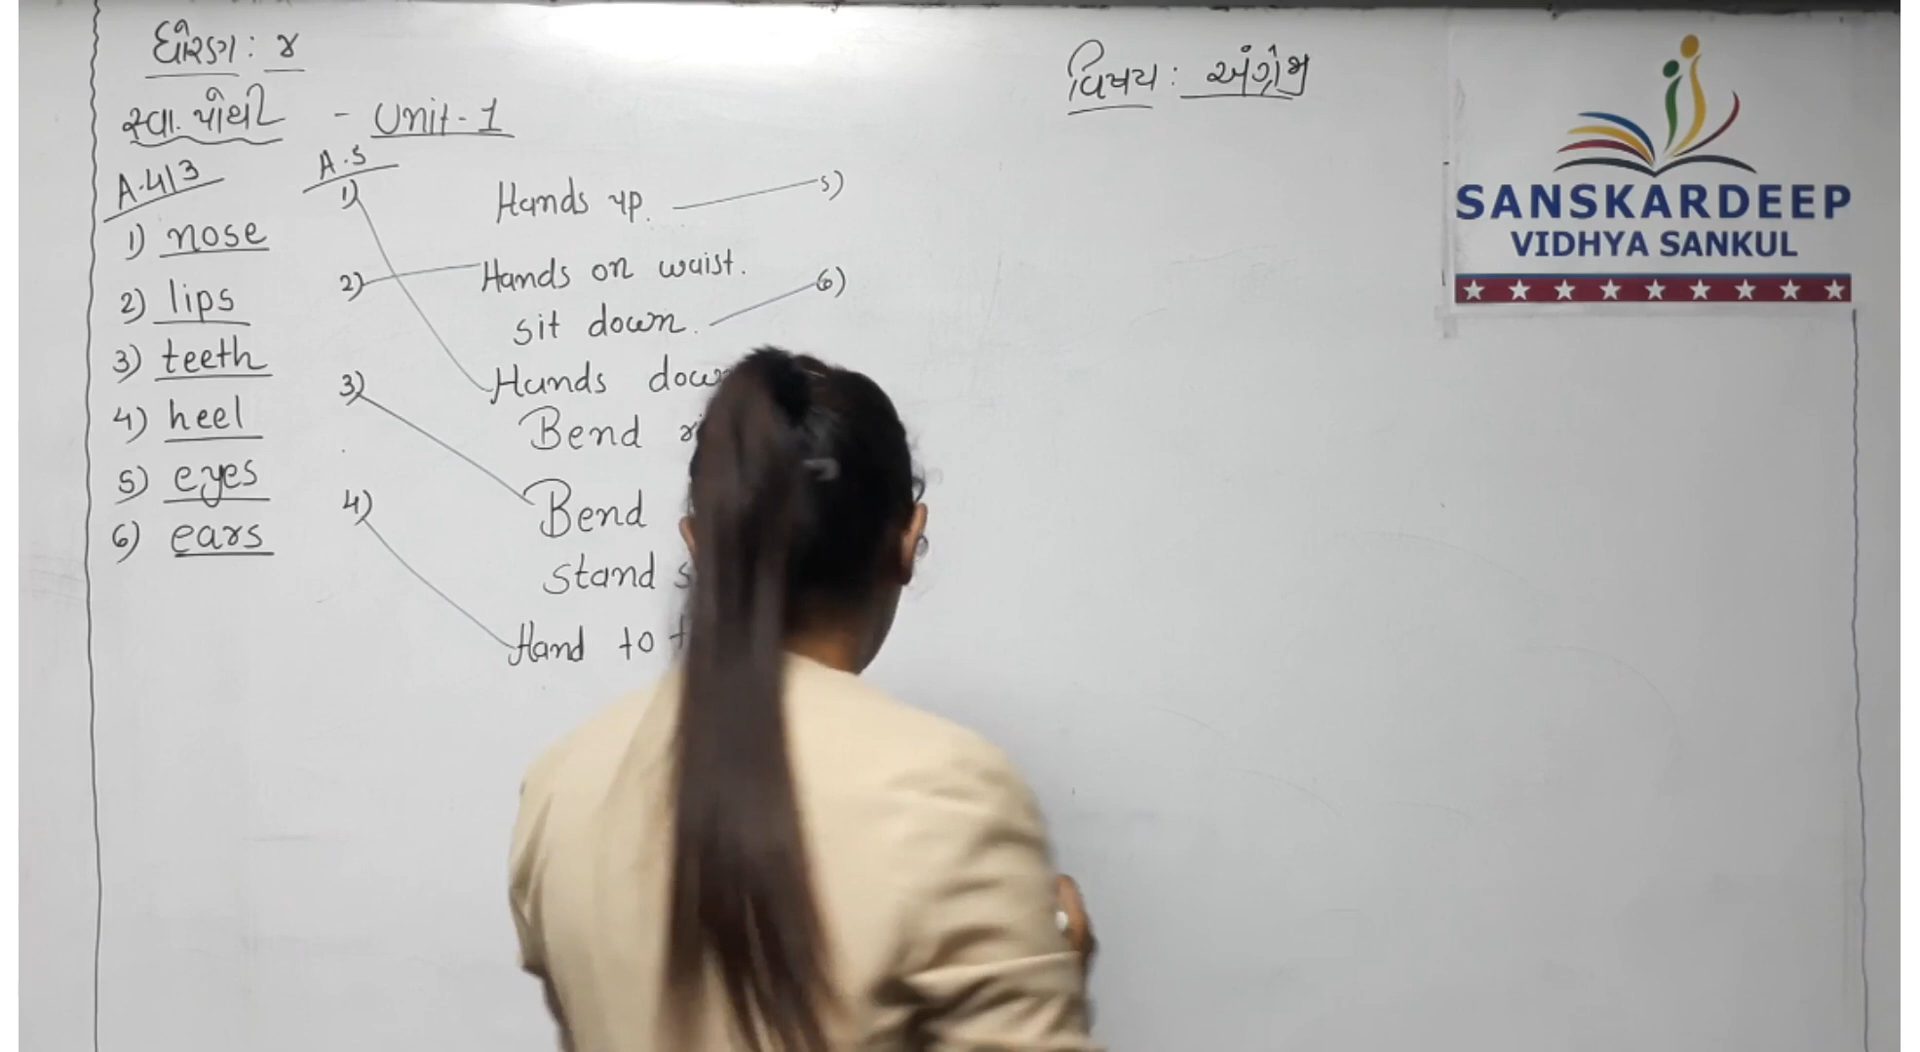 ધોરણ : ૪
વિષય : અંગ્રેજી
સ્વા. પોથી - Unit - 1
A.4/3
1) nose
2) lips
3) teeth
4) heel
5) eyes
6) ears
A.5
1) Hands up. 5)
2) Hands on waist.
sit down. 6)
3) Hands down
Bend
4) Bend
stand
Hand to
SANSKARDEEP
VIDHYA SANKUL